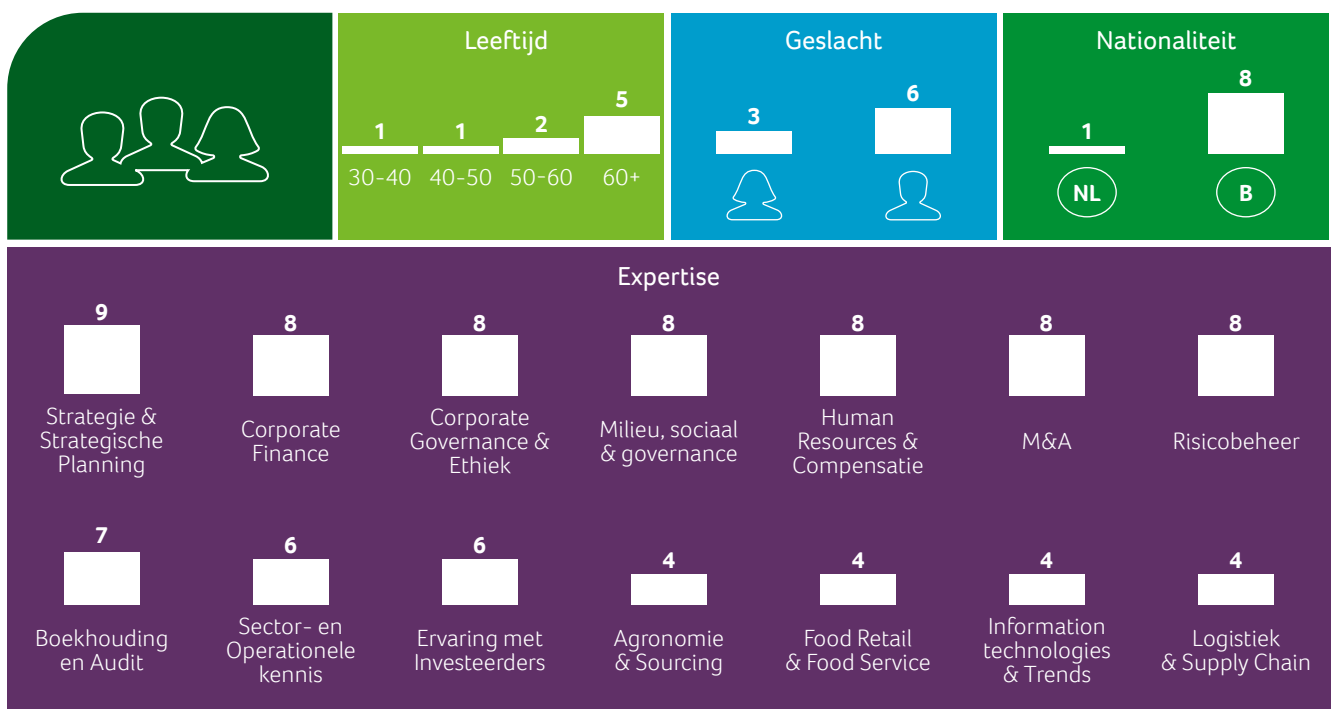 Leeftijd
1
1
2
5
30-40
40-50
50-60
60+
Geslacht
3
6
Nationaliteit
1
8
NL
B
Expertise
9
Strategie &
Strategische
Planning
8
Corporate
Finance
8
Corporate
Governance &
Ethiek
8
Milieu, sociaal
& governance
8
Human
Resources &
Compensatie
8
M&A
8
Risicobeheer
7
Boekhouding
en Audit
6
Sector- en
Operationele
kennis
6
Ervaring met
Investeerders
4
Agronomie
& Sourcing
4
Food Retail
& Food Service
4
Information
technologies
& Trends
4
Logistiek
& Supply Chain